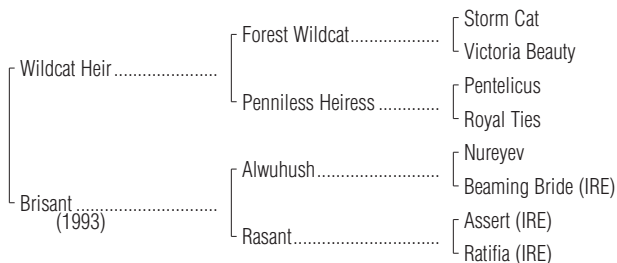 Storm Cat
Forest Wildcat....................
Victoria Beauty
Wildcat Heir......................
Pentelicus
Penniless Heiress .............
Royal Ties
Nureyev
Alwuhush..........................
Beaming Bride (IRE)
Brisant ..............................
(1993)
Assert (IRE)
Rasant...............................
Ratifia (IRE)